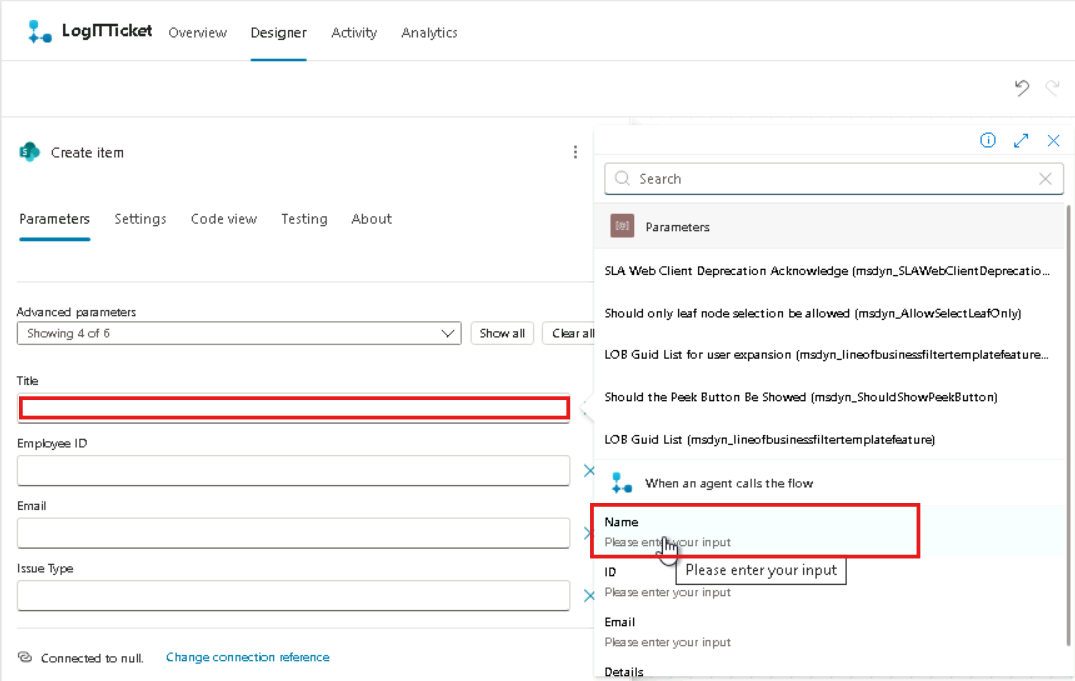 LogITTicket Overview Designer Activity Analytics
Create item
Parameters Settings Code view Testing About
Advanced parameters
Showing 4 of 6 Show all Clear all
Title
Employee ID
Email
Issue Type
Connected to null. Change connection reference
Search
Parameters
SLA Web Client Deprecation Acknowledge (msdyn_SLAWebClientDeprecatio...
Should only leaf node selection be allowed (msdyn_AllowSelectLeafOnly)
LOB Guid List for user expansion (msdyn_lineofbusinessfiltertemplatefeature...
Should the Peek Button Be Showed (msdyn_ShouldShowPeekButton)
LOB Guid List (msdyn_lineofbusinessfiltertemplatefeature)
When an agent calls the flow
Name
Please enter your input
Please enter your input
ID
Please enter your input
Email
Please enter your input
Details